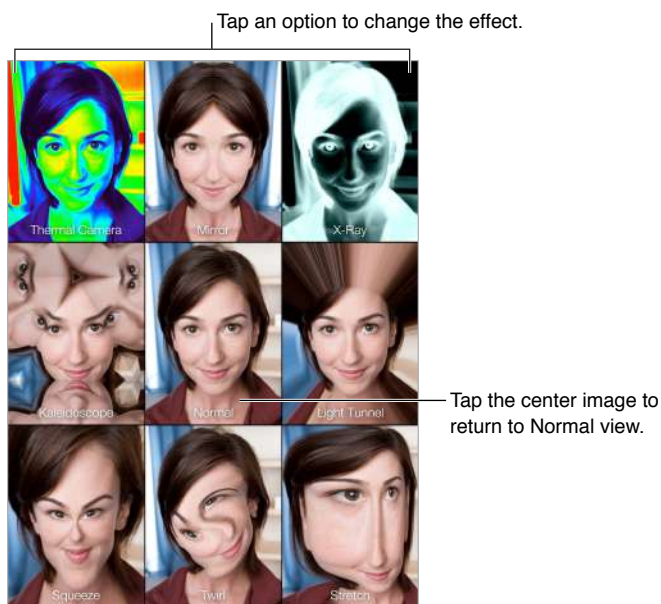 Tap an option to change the effect.
Thermal Camera
Mirror
X-Ray
Kaleidoscope
Normal
Light Tunnel
Tap the center image to
return to Normal view.
Squeeze
Twirl
Stretch